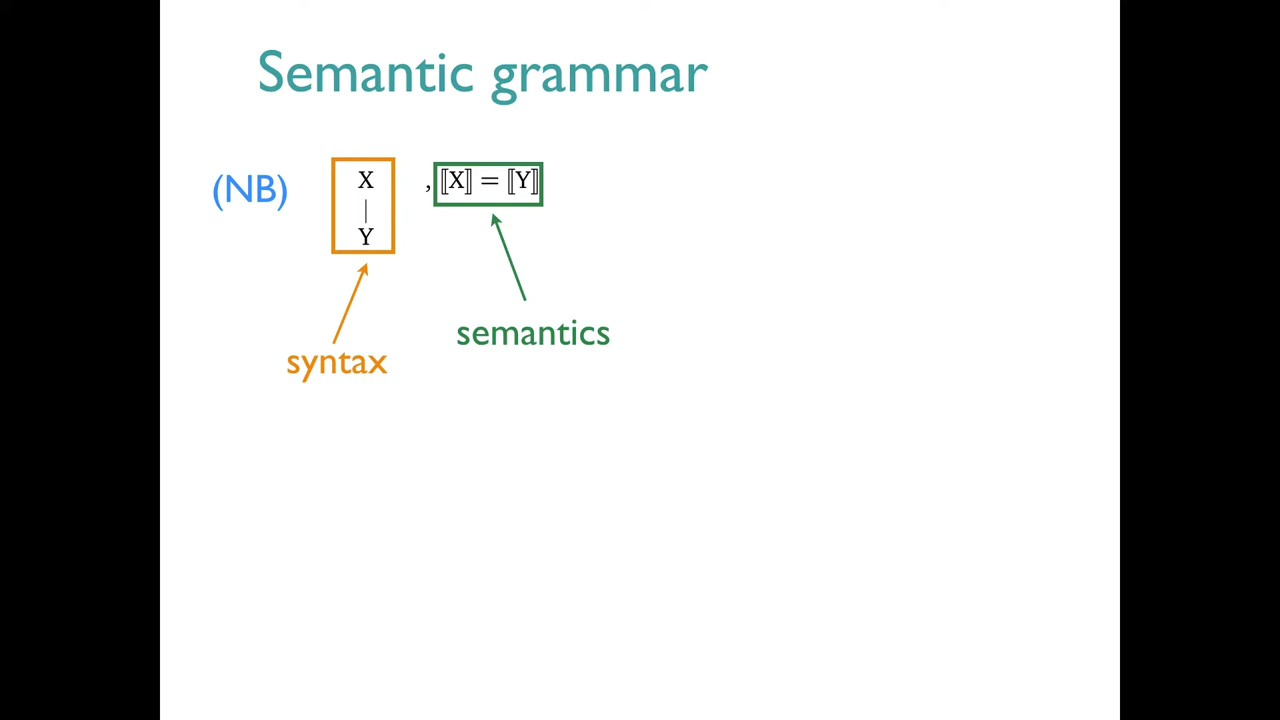 Semantic grammar
(NB) X , ⟦X⟧ = ⟦Y⟧
|
Y
semantics
syntax